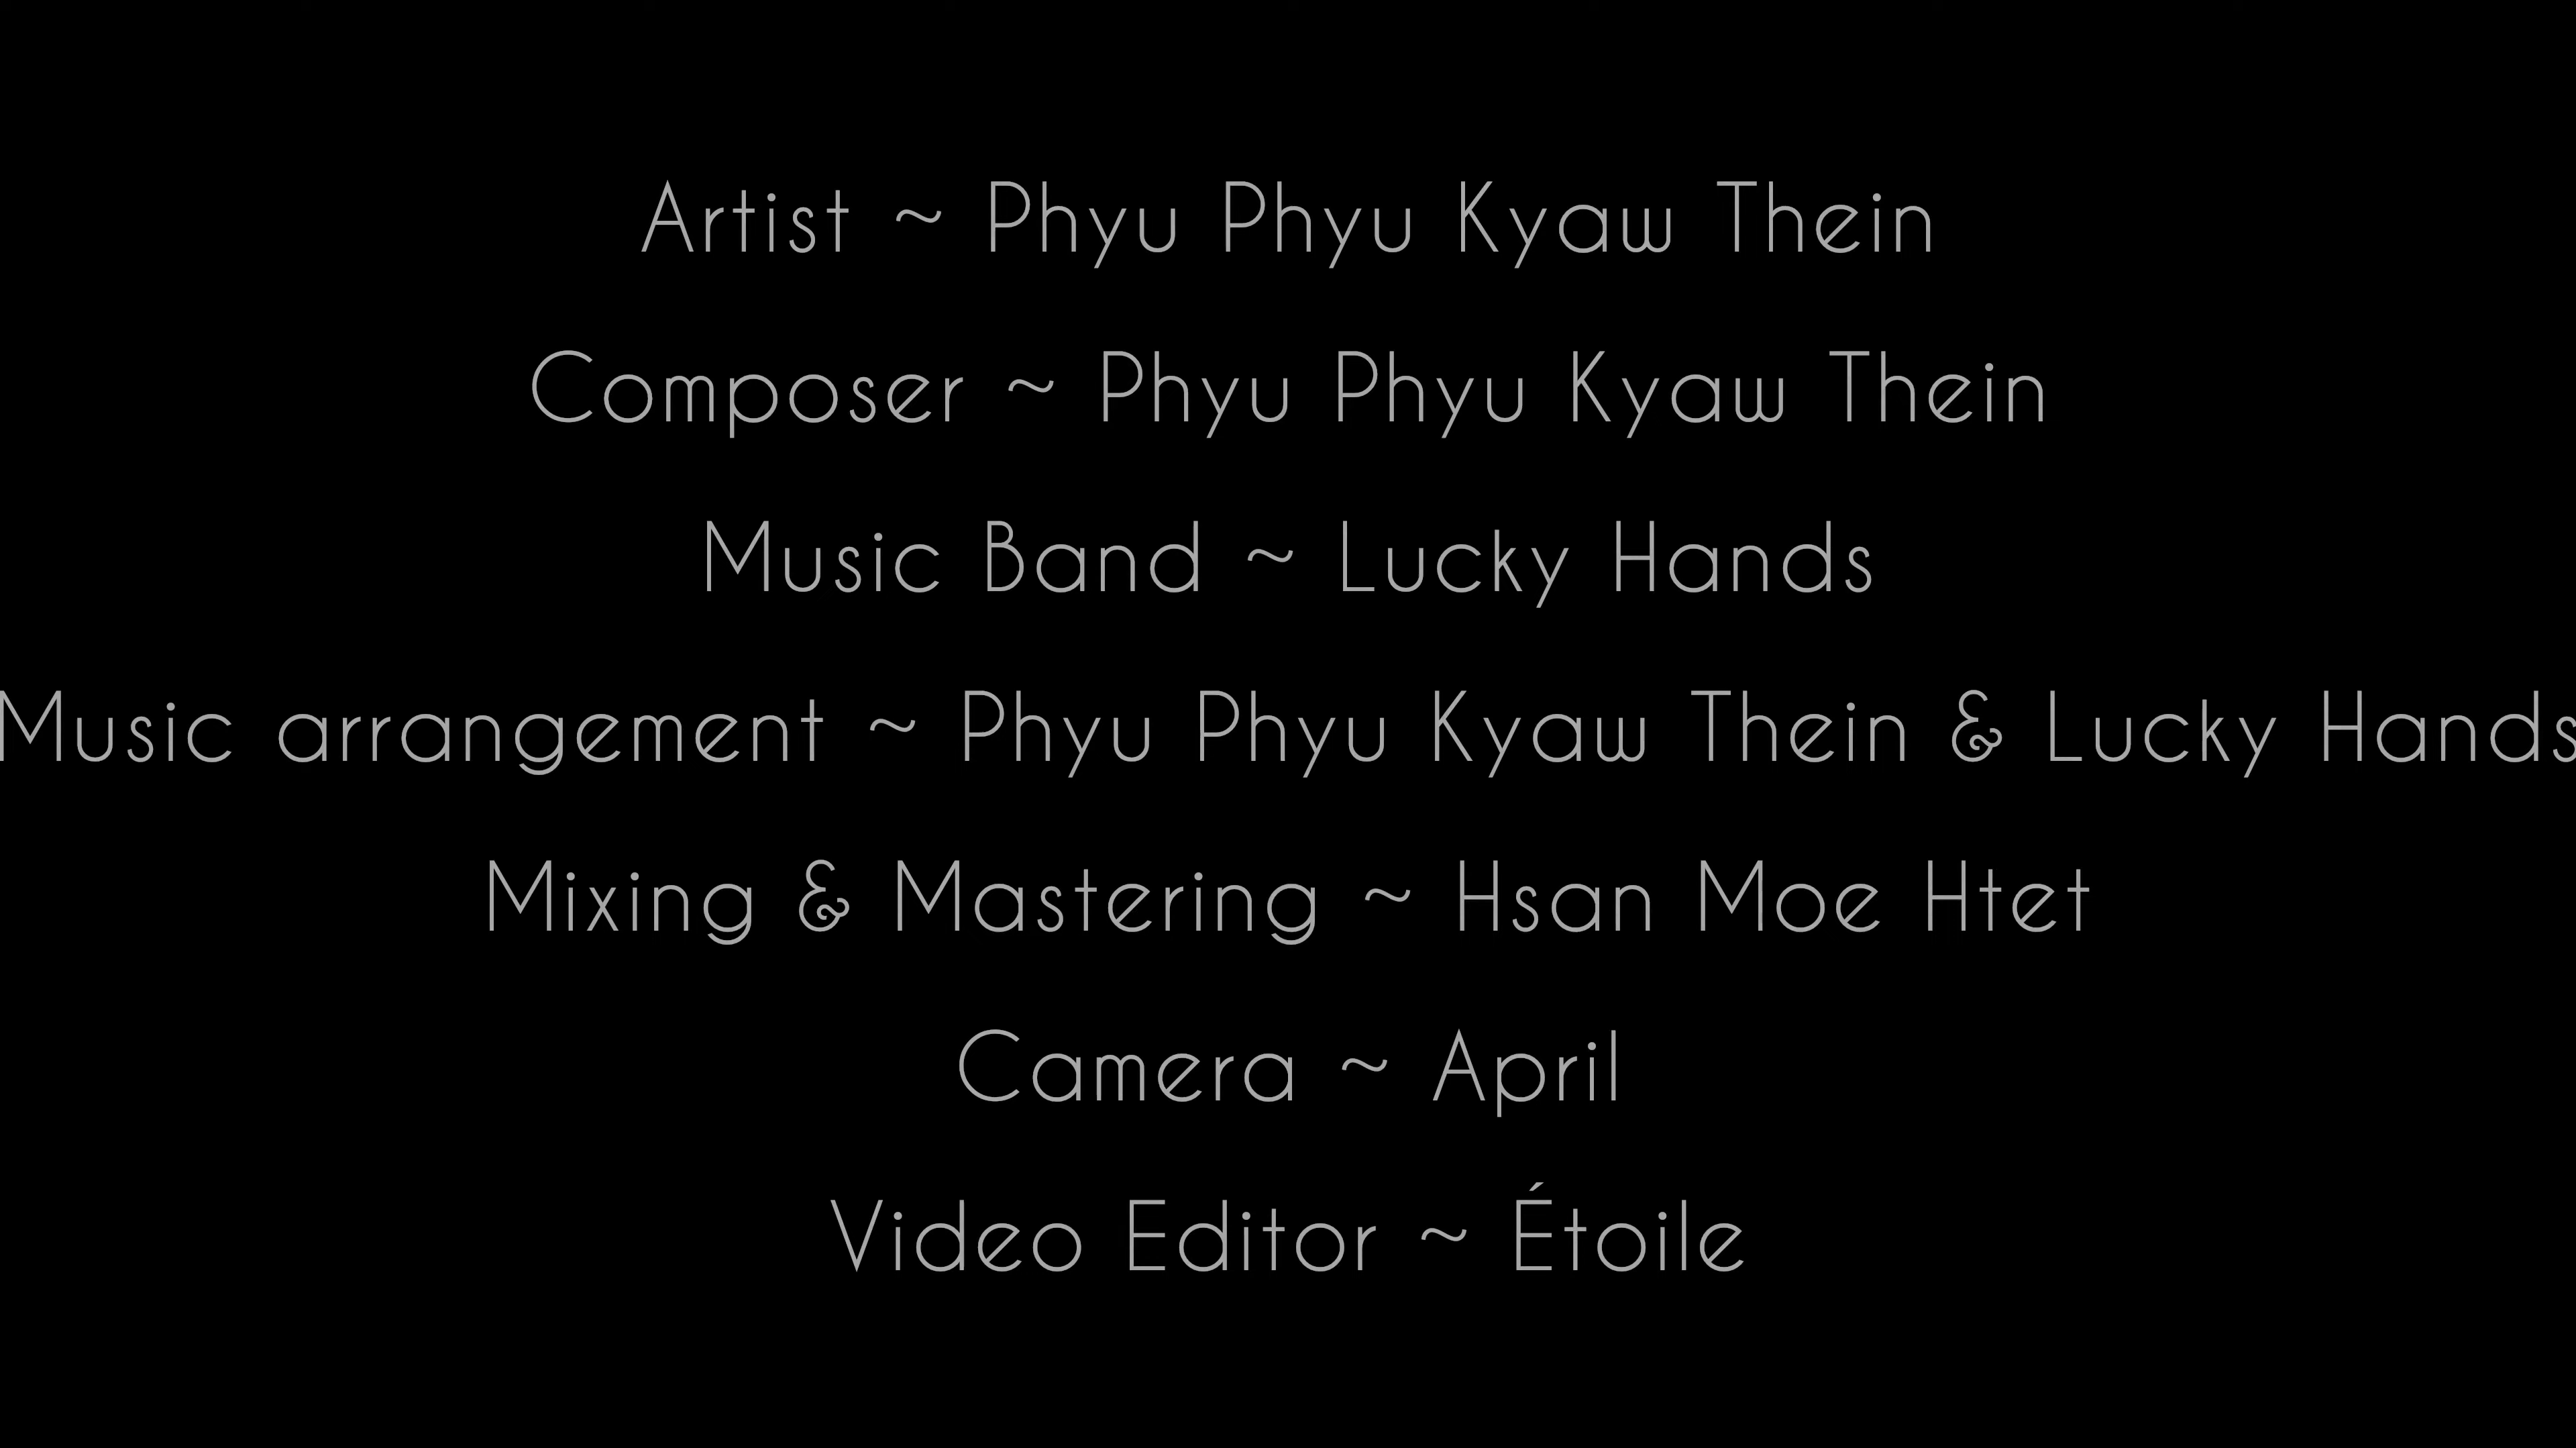 Artist ~ Phyu Phyu Kyaw Thein
Composer ~ Phyu Phyu Kyaw Thein
Music Band ~ Lucky Hands
Music arrangement ~ Phyu Phyu Kyaw Thein & Lucky Hands
Mixing & Mastering ~ Hsan Moe Htet
Camera ~ April
Video Editor ~ Étoile